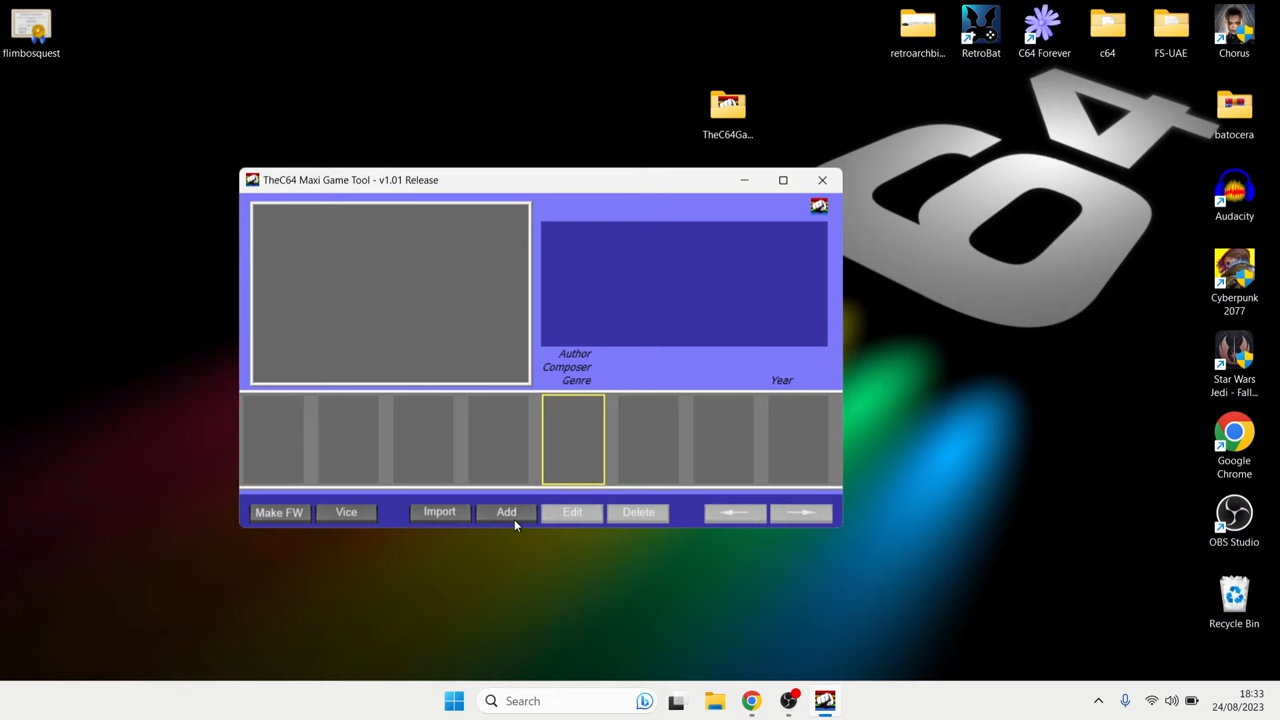 flimbosquest
retroarchbi...
RetroBat
C64 Forever
c64
FS-UAE
Chorus
TheC64Ga...
batocera
64
TheC64 Maxi Game Tool - v1.01 Release
Audacity
Cyberpunk
2077
Author
Composer
Genre
Year
Star Wars
Jedi - Fall...
Google
Chrome
Make FW
Vice
Import
Add
Edit
Delete
OBS Studio
Recycle Bin
Search
18:33
24/08/2023